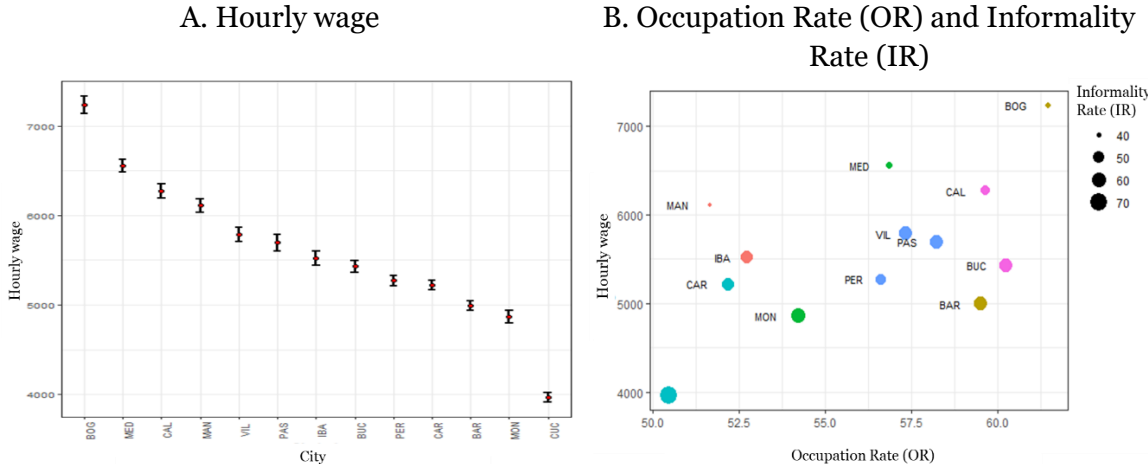 A. Hourly wage
7000
6000
5000
4000
Hourly wage
BOG
MED
CAL
MAN
VIL
PAS
IBA
BUC
PER
CAR
BAR
MON
CUC
City
B. Occupation Rate (OR) and Informality
Rate (IR)
7000
6000
5000
4000
Hourly wage
BOG
MED
CAL
MAN
VIL
PAS
IBA
BUC
CAR
PER
BAR
MON
50.0
52.5
55.0
57.5
60.0
Occupation Rate (OR)
Informality
Rate (IR)
40
50
60
70